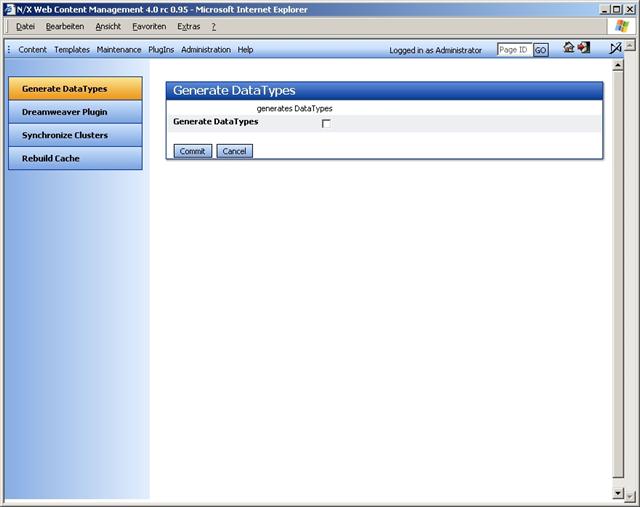 N/X Web Content Management 4.0 rc 0.95 - Microsoft Internet Explorer
Datei Bearbeiten Ansicht Favoriten Extras ?
Content Templates Maintenance PlugIns Administration Help Logged in as Administrator Page ID GO
Generate DataTypes
Dreamweaver Plugin
Synchronize Clusters
Rebuild Cache
Generate DataTypes
generates DataTypes
Generate DataTypes
Commit Cancel